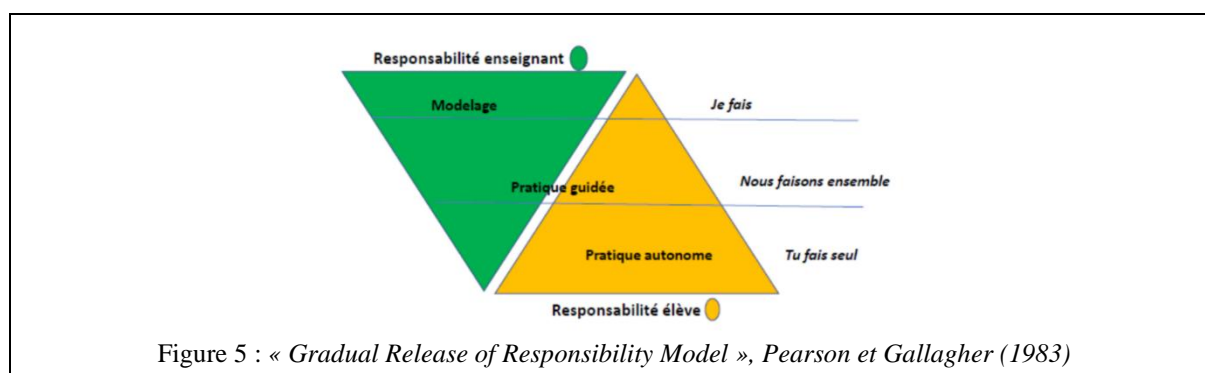 Responsabilité enseignant
Modelage
Je fais
Pratique guidée
Nous faisons ensemble
Pratique autonome
Tu fais seul
Responsabilité élève
Figure 5 : « Gradual Release of Responsibility Model », Pearson et Gallagher (1983)